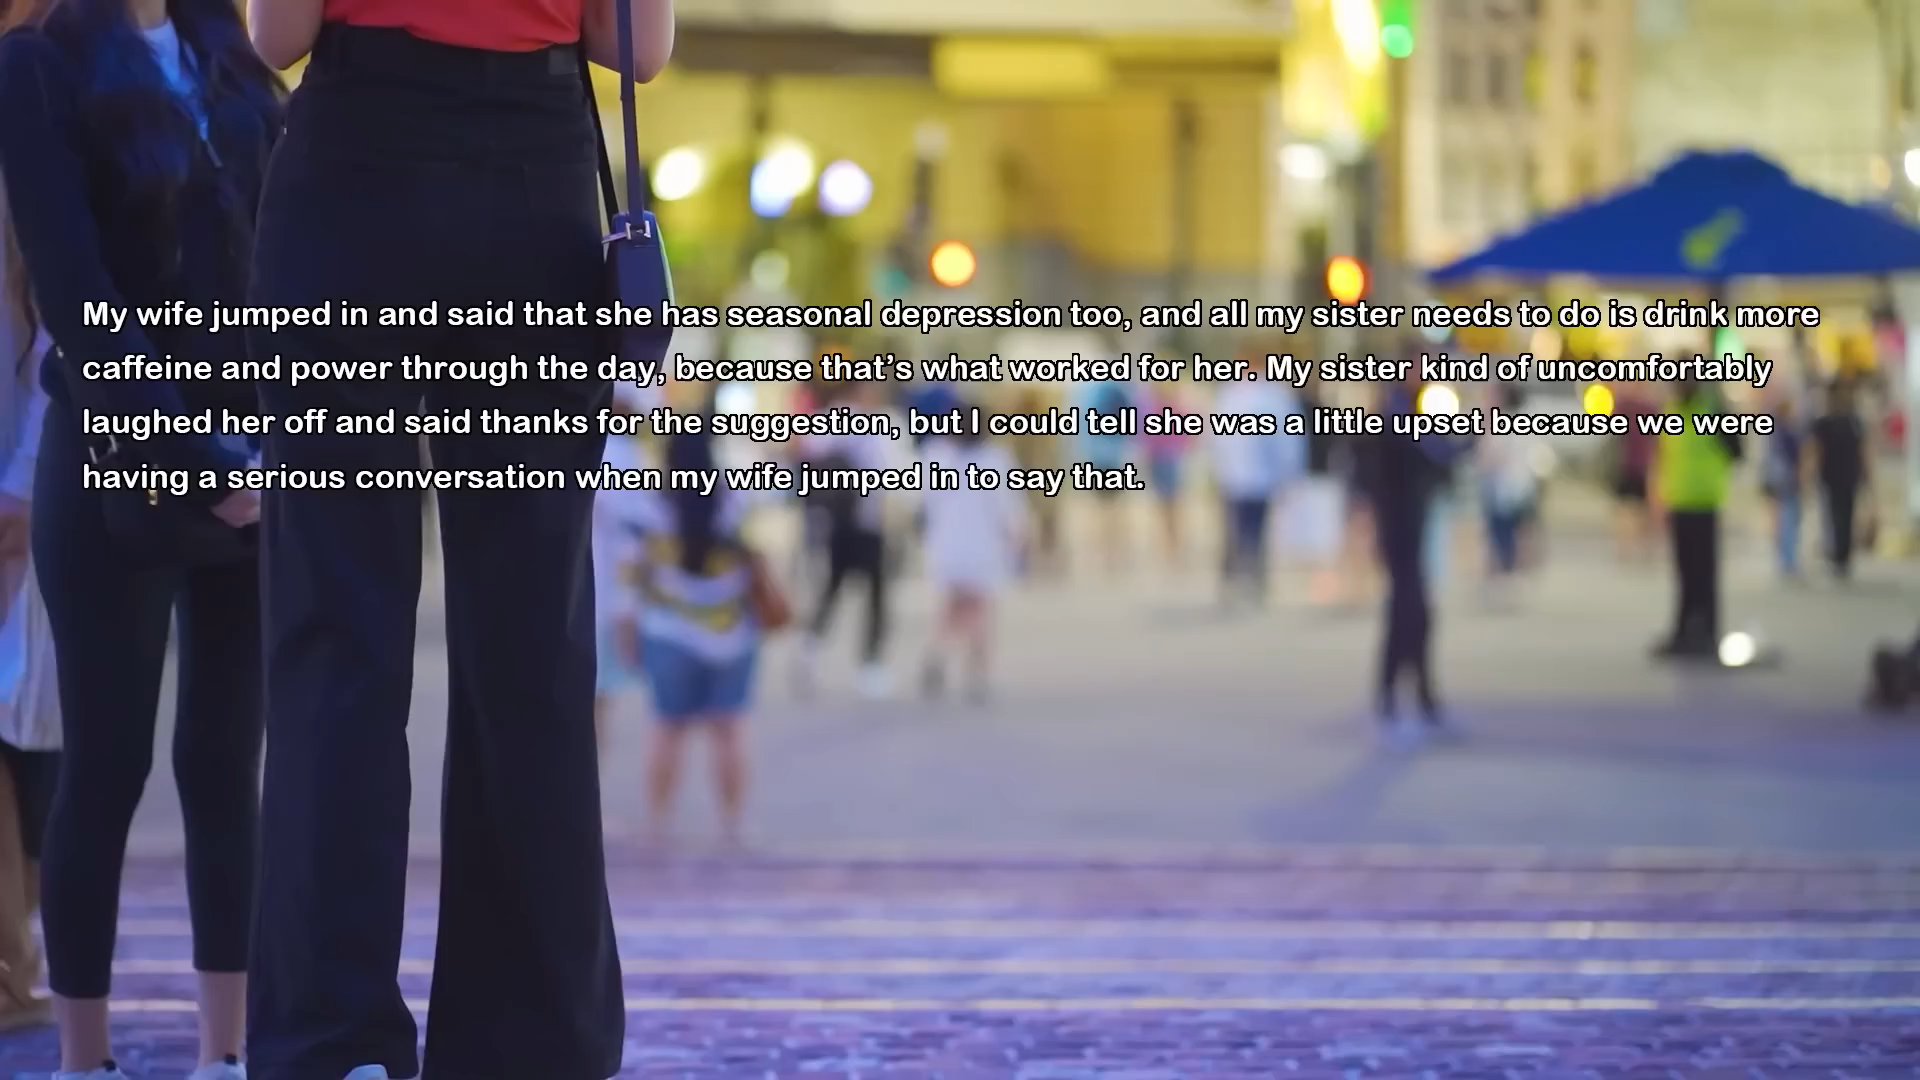 My wife jumped in and said that she has seasonal depression too, and all my sister needs to do is drink more
caffeine and power through the day, because that’s what worked for her. My sister kind of uncomfortably
laughed her off and said thanks for the suggestion, but I could tell she was a little upset because we were
having a serious conversation when my wife jumped in to say that.